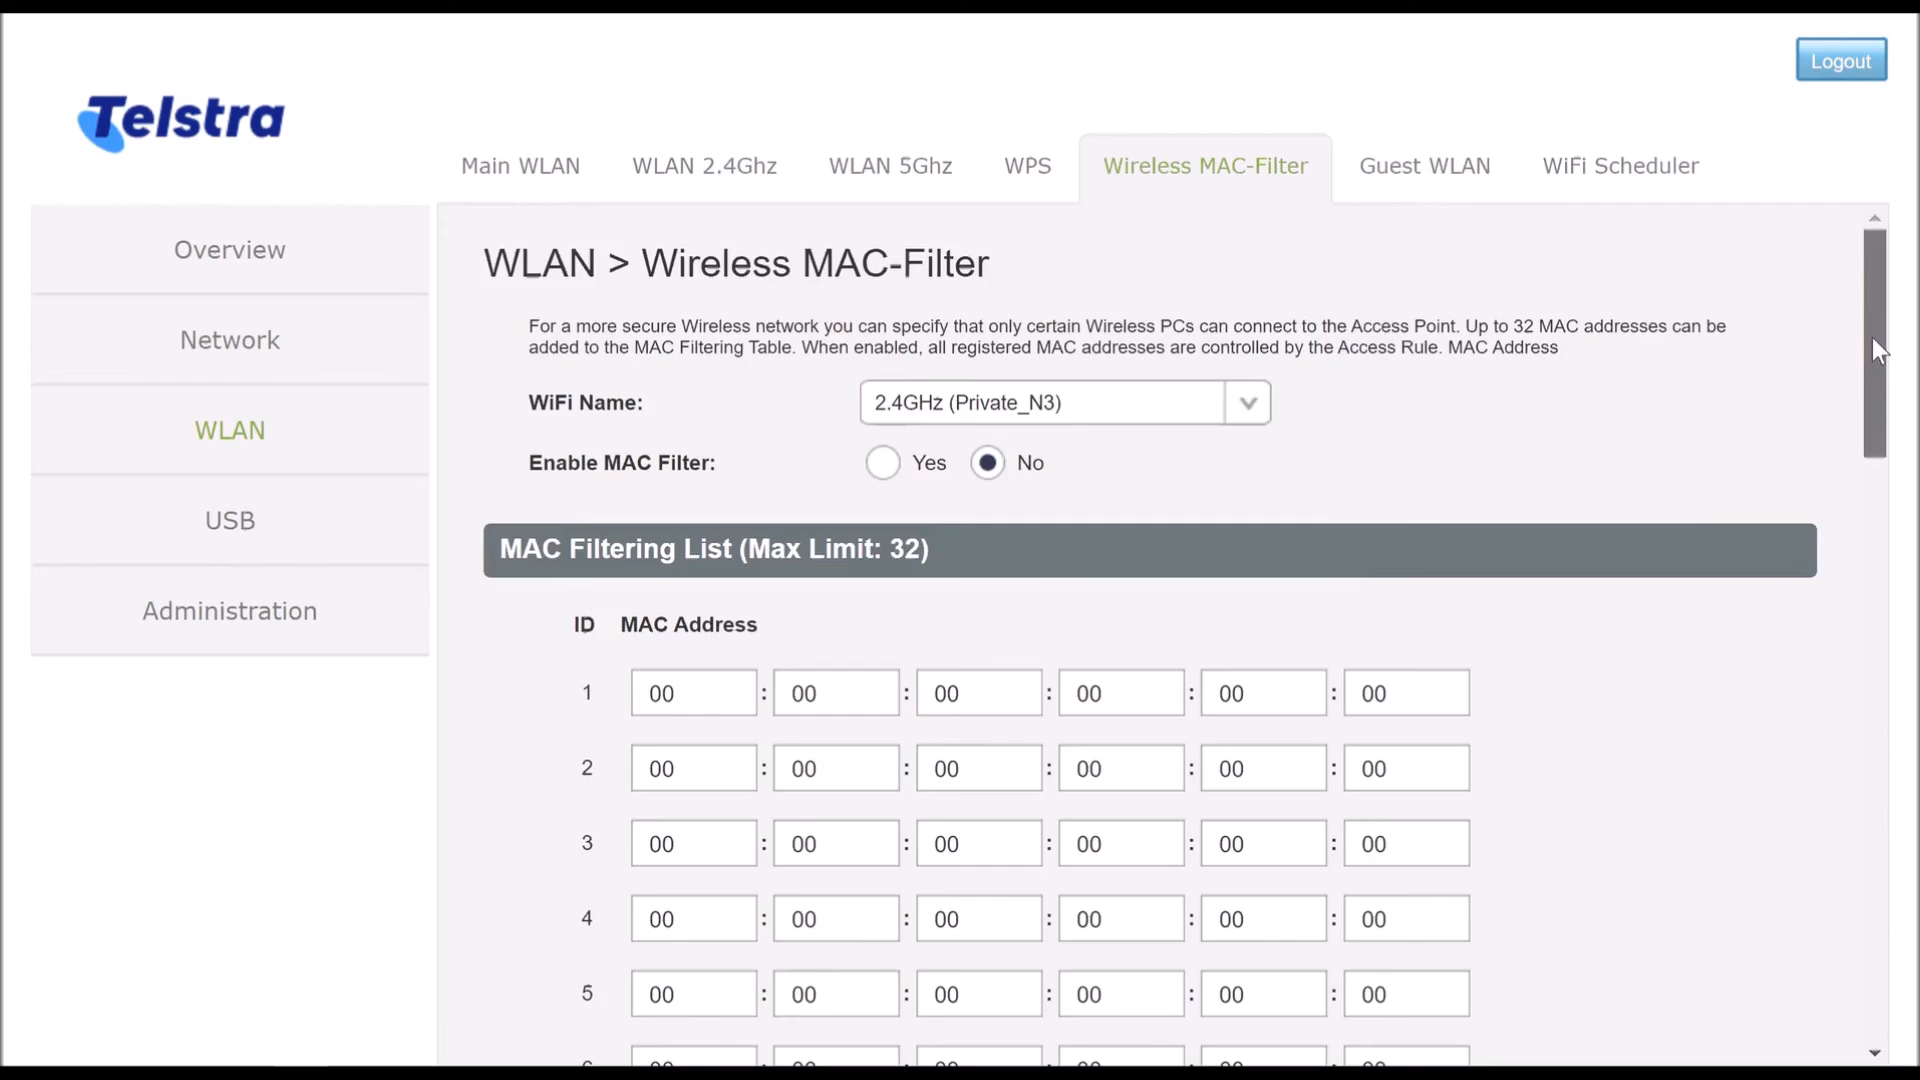 Logout
Telstra
Main WLAN WLAN 2.4Ghz WLAN 5Ghz WPS Wireless MAC-Filter Guest WLAN WiFi Scheduler
Overview
Network
WLAN
USB
Administration
WLAN > Wireless MAC-Filter
For a more secure Wireless network you can specify that only certain Wireless PCs can connect to the Access Point. Up to 32 MAC addresses can be
added to the MAC Filtering Table. When enabled, all registered MAC addresses are controlled by the Access Rule. MAC Address
WiFi Name: 2.4GHz (Private_N3)
Enable MAC Filter: Yes No
MAC Filtering List (Max Limit: 32)
ID MAC Address
1 00 : 00 : 00 : 00 : 00 : 00
2 00 : 00 : 00 : 00 : 00 : 00
3 00 : 00 : 00 : 00 : 00 : 00
4 00 : 00 : 00 : 00 : 00 : 00
5 00 : 00 : 00 : 00 : 00 : 00